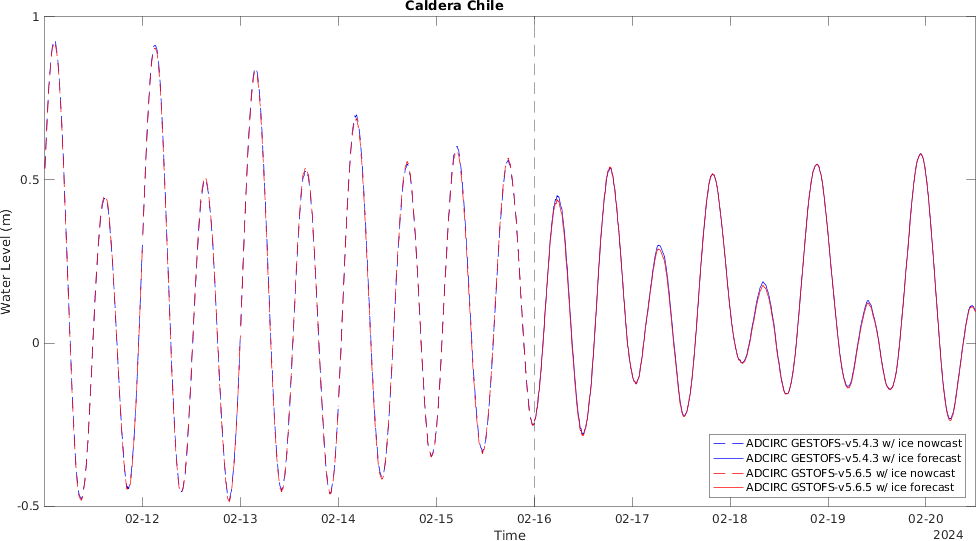 Caldera Chile
1
0.5
0
-0.5
Water Level (m)
ADCIRC GESTOFS-v5.4.3 w/ ice nowcast
ADCIRC GESTOFS-v5.4.3 w/ ice forecast
ADCIRC GSTOFS-v5.6.5 w/ ice nowcast
ADCIRC GSTOFS-v5.6.5 w/ ice forecast
02-12 02-13 02-14 02-15 02-16 02-17 02-18 02-19 02-20
Time
2024